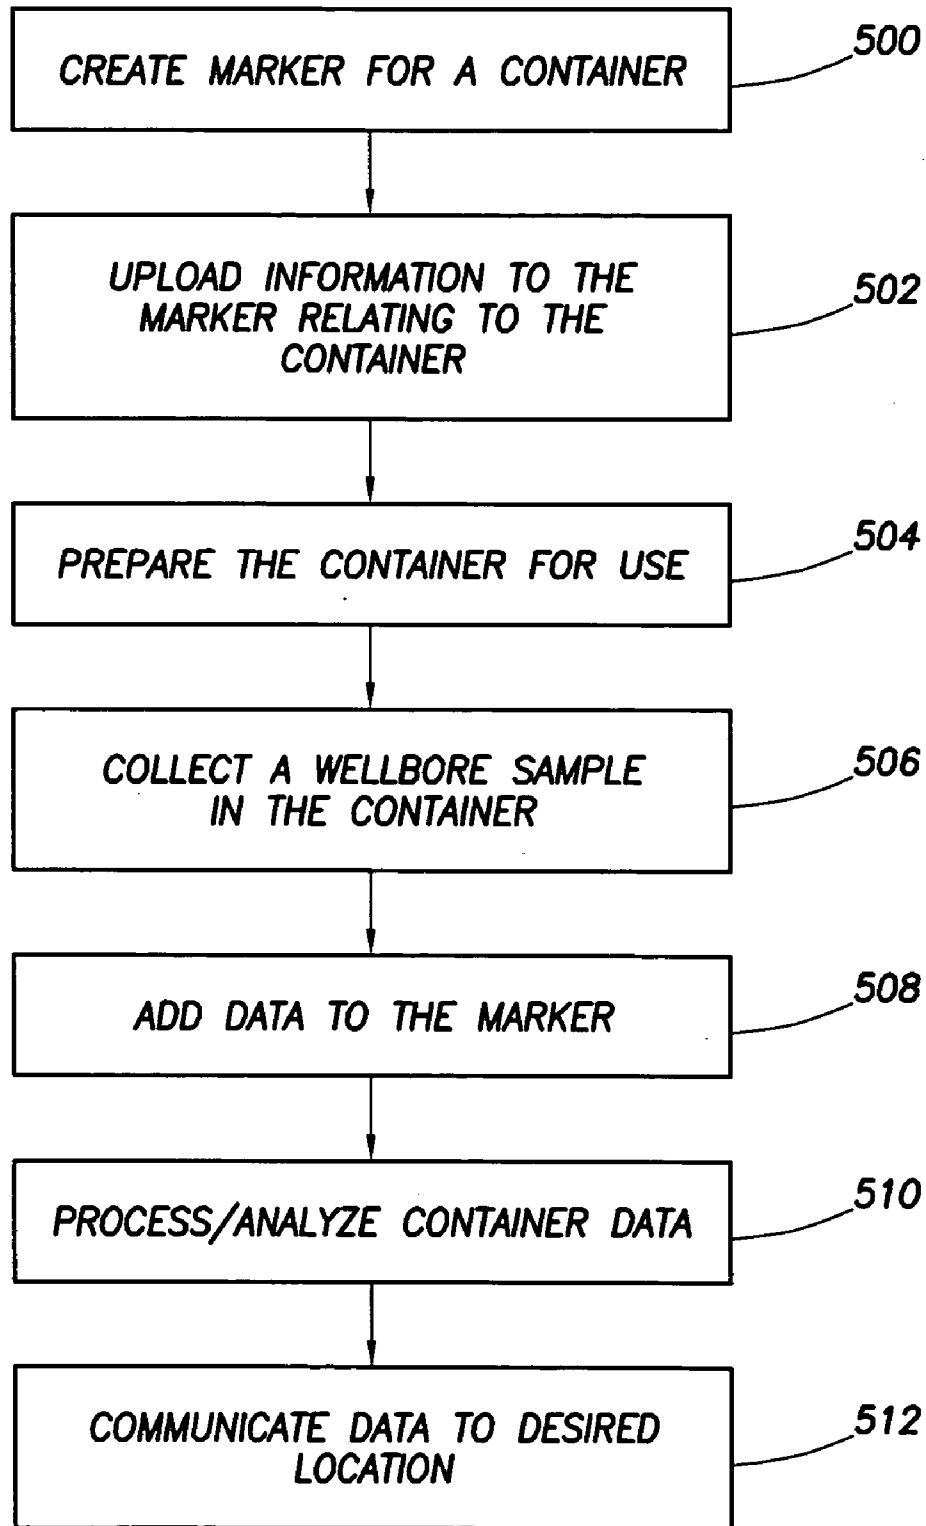 CREATE MARKER FOR A CONTAINER
500
UPLOAD INFORMATION TO THE
MARKER RELATING TO THE
CONTAINER
502
PREPARE THE CONTAINER FOR USE
504
COLLECT A WELLBORE SAMPLE
IN THE CONTAINER
506
ADD DATA TO THE MARKER
508
PROCESS/ANALYZE CONTAINER DATA
510
COMMUNICATE DATA TO DESIRED
LOCATION
512